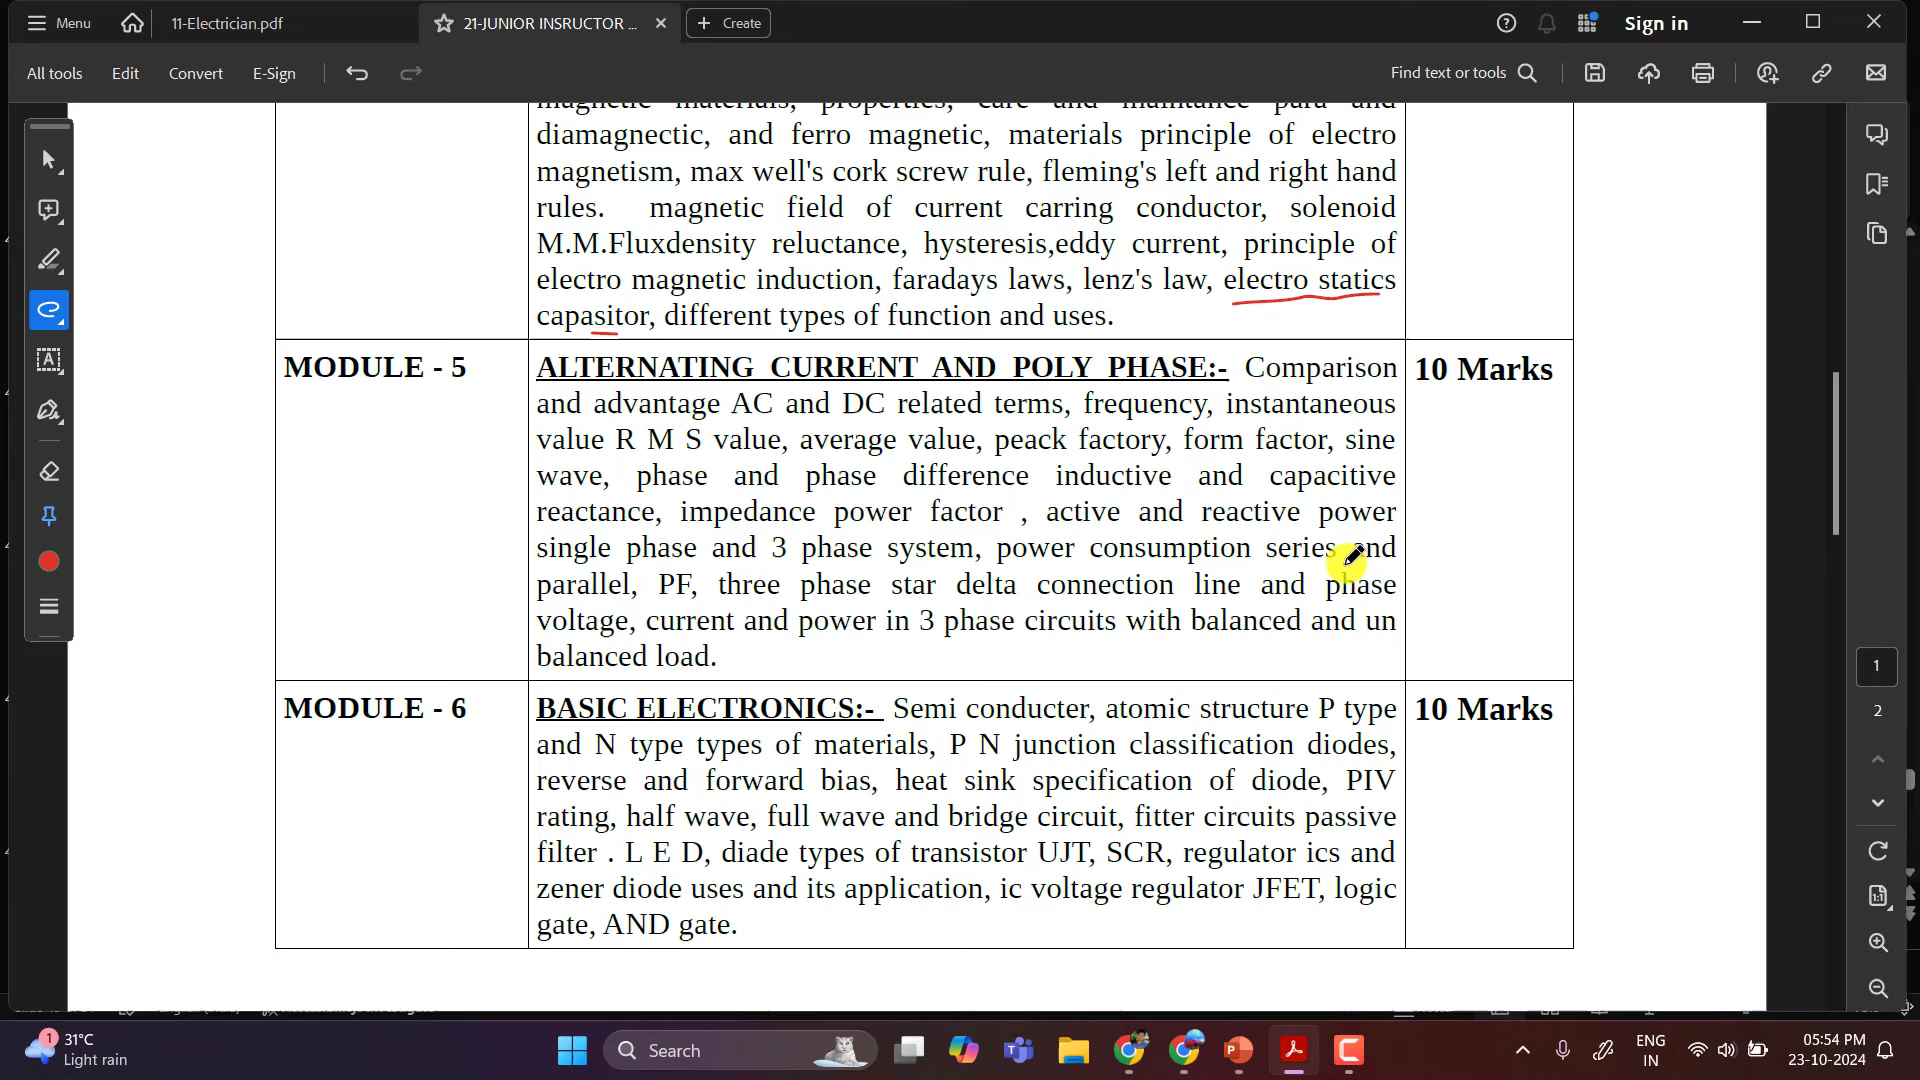 Menu
11-Electrician.pdf
21-JUNIOR INSRUCTOR ...
Create
Sign in
All tools
Edit
Convert
E-Sign
Find text or tools
magnetic materials, properties, care and maintance para and
diamagnectic, and ferro magnetic, materials principle of electro
magnetism, max well's cork screw rule, fleming's left and right hand
rules. magnetic field of current carring conductor, solenoid
M.M.Fluxdensity reluctance, hysteresis,eddy current, principle of
electro magnetic induction, faradays laws, lenz's law, electro statics
capasitor, different types of function and uses.
MODULE - 5
ALTERNATING CURRENT AND POLY PHASE:- Comparison
10 Marks
and advantage AC and DC related terms, frequency, instantaneous
value R M S value, average value, peack factory, form factor, sine
wave, phase and phase difference inductive and capacitive
reactance, impedance power factor , active and reactive power
single phase and 3 phase system, power consumption series and
parallel, PF, three phase star delta connection line and phase
voltage, current and power in 3 phase circuits with balanced and un
balanced load.
MODULE - 6
BASIC ELECTRONICS:- Semi conducter, atomic structure P type
10 Marks
and N type types of materials, P N junction classification diodes,
reverse and forward bias, heat sink specification of diode, PIV
rating, half wave, full wave and bridge circuit, fitter circuits passive
filter . L E D, diade types of transistor UJT, SCR, regulator ics and
zener diode uses and its application, ic voltage regulator JFET, logic
gate, AND gate.
1
2
1
31°C
Light rain
Search
ENG
IN
05:54 PM
23-10-2024